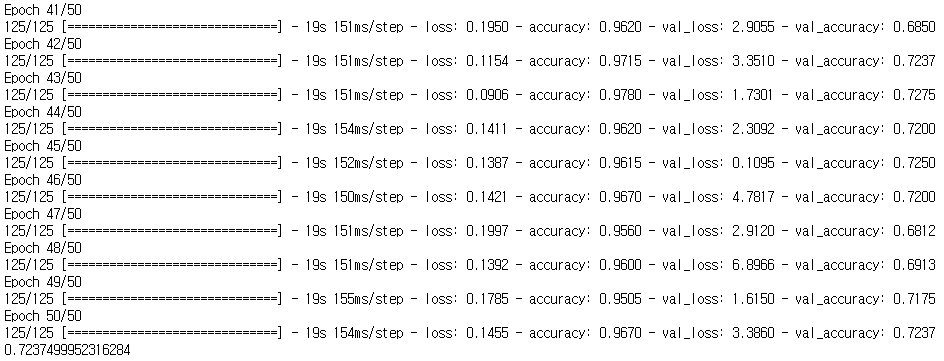 Epoch 41/50
125/125 [==============================] - 19s 151ms/step - loss: 0.1950 - accuracy: 0.9620 - val_loss: 2.9055 - val_accuracy: 0.6850
Epoch 42/50
125/125 [==============================] - 19s 151ms/step - loss: 0.1154 - accuracy: 0.9715 - val_loss: 3.3510 - val_accuracy: 0.7237
Epoch 43/50
125/125 [==============================] - 19s 151ms/step - loss: 0.0906 - accuracy: 0.9780 - val_loss: 1.7301 - val_accuracy: 0.7275
Epoch 44/50
125/125 [==============================] - 19s 154ms/step - loss: 0.1411 - accuracy: 0.9620 - val_loss: 2.3092 - val_accuracy: 0.7200
Epoch 45/50
125/125 [==============================] - 19s 152ms/step - loss: 0.1387 - accuracy: 0.9615 - val_loss: 0.1095 - val_accuracy: 0.7250
Epoch 46/50
125/125 [==============================] - 19s 150ms/step - loss: 0.1421 - accuracy: 0.9670 - val_loss: 4.7817 - val_accuracy: 0.7200
Epoch 47/50
125/125 [==============================] - 19s 151ms/step - loss: 0.1997 - accuracy: 0.9560 - val_loss: 2.9120 - val_accuracy: 0.6812
Epoch 48/50
125/125 [==============================] - 19s 151ms/step - loss: 0.1392 - accuracy: 0.9600 - val_loss: 6.8966 - val_accuracy: 0.6913
Epoch 49/50
125/125 [==============================] - 19s 155ms/step - loss: 0.1785 - accuracy: 0.9505 - val_loss: 1.6150 - val_accuracy: 0.7175
Epoch 50/50
125/125 [==============================] - 19s 154ms/step - loss: 0.1455 - accuracy: 0.9670 - val_loss: 3.3860 - val_accuracy: 0.7237
0.7237499952316284